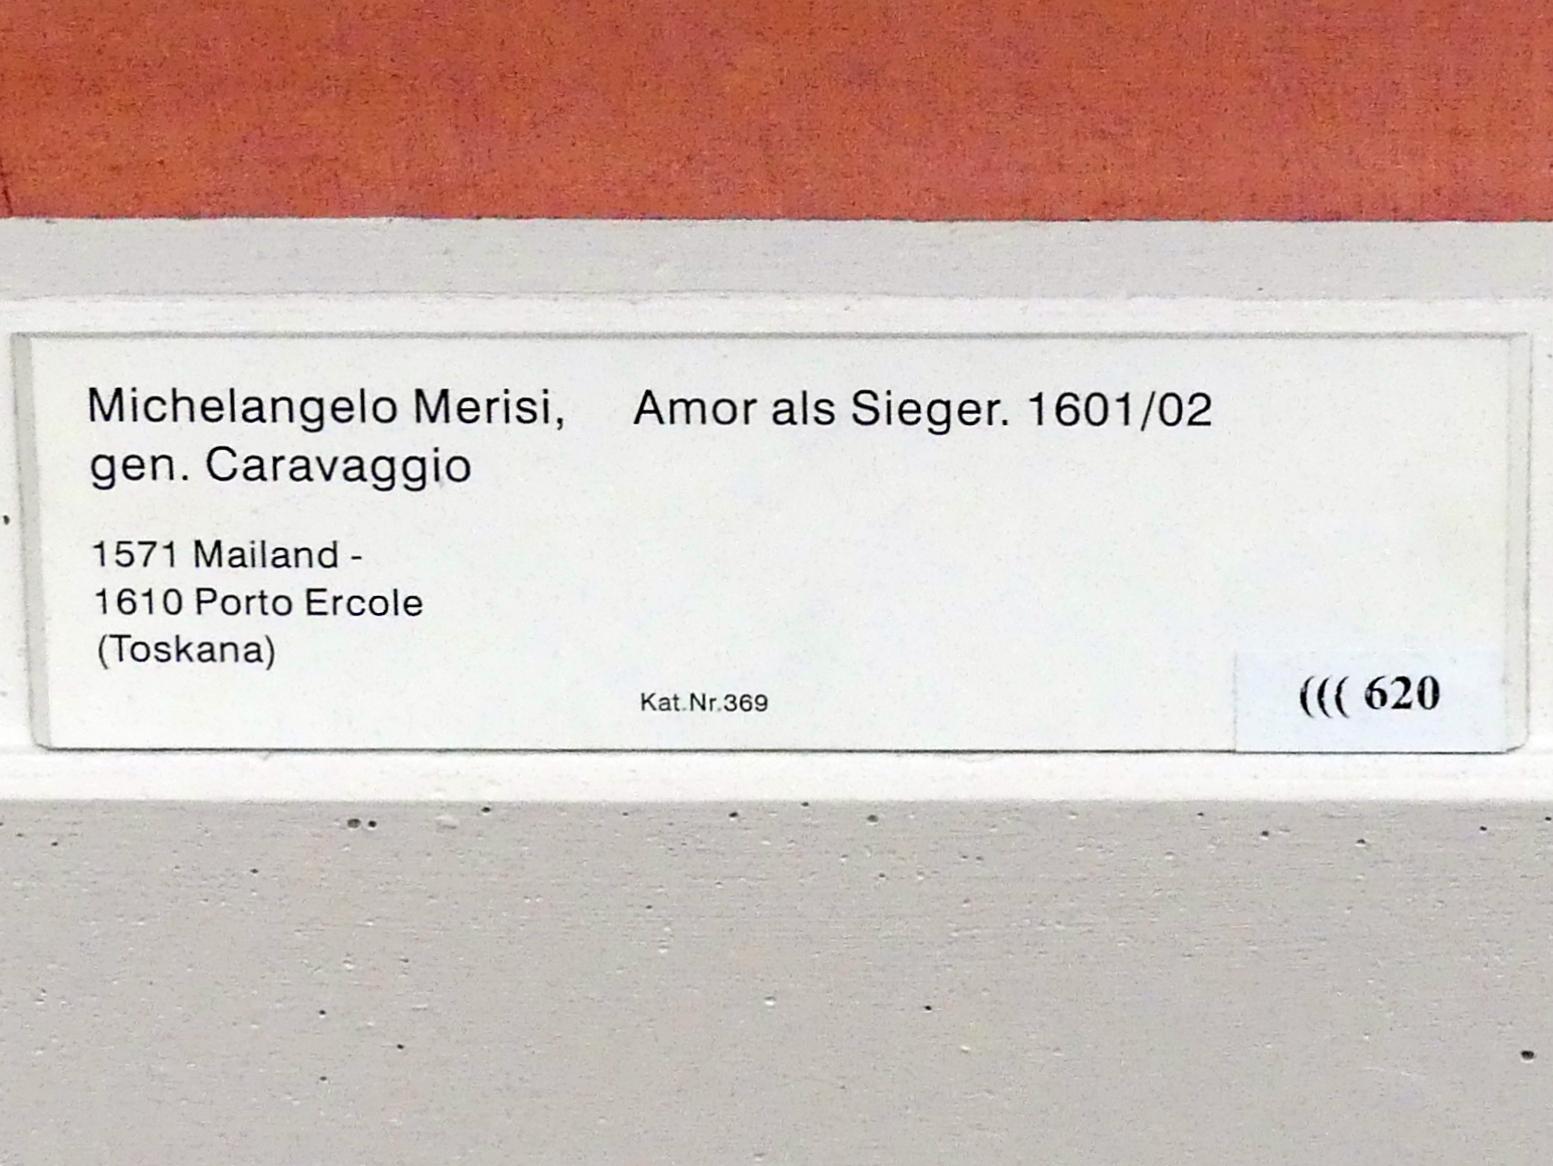 Michelangelo Merisi,
gen. Caravaggio
1571 Mailand -
1610 Porto Ercole
(Toskana)
Amor als Sieger. 1601/02
Kat.Nr.369
((( 620